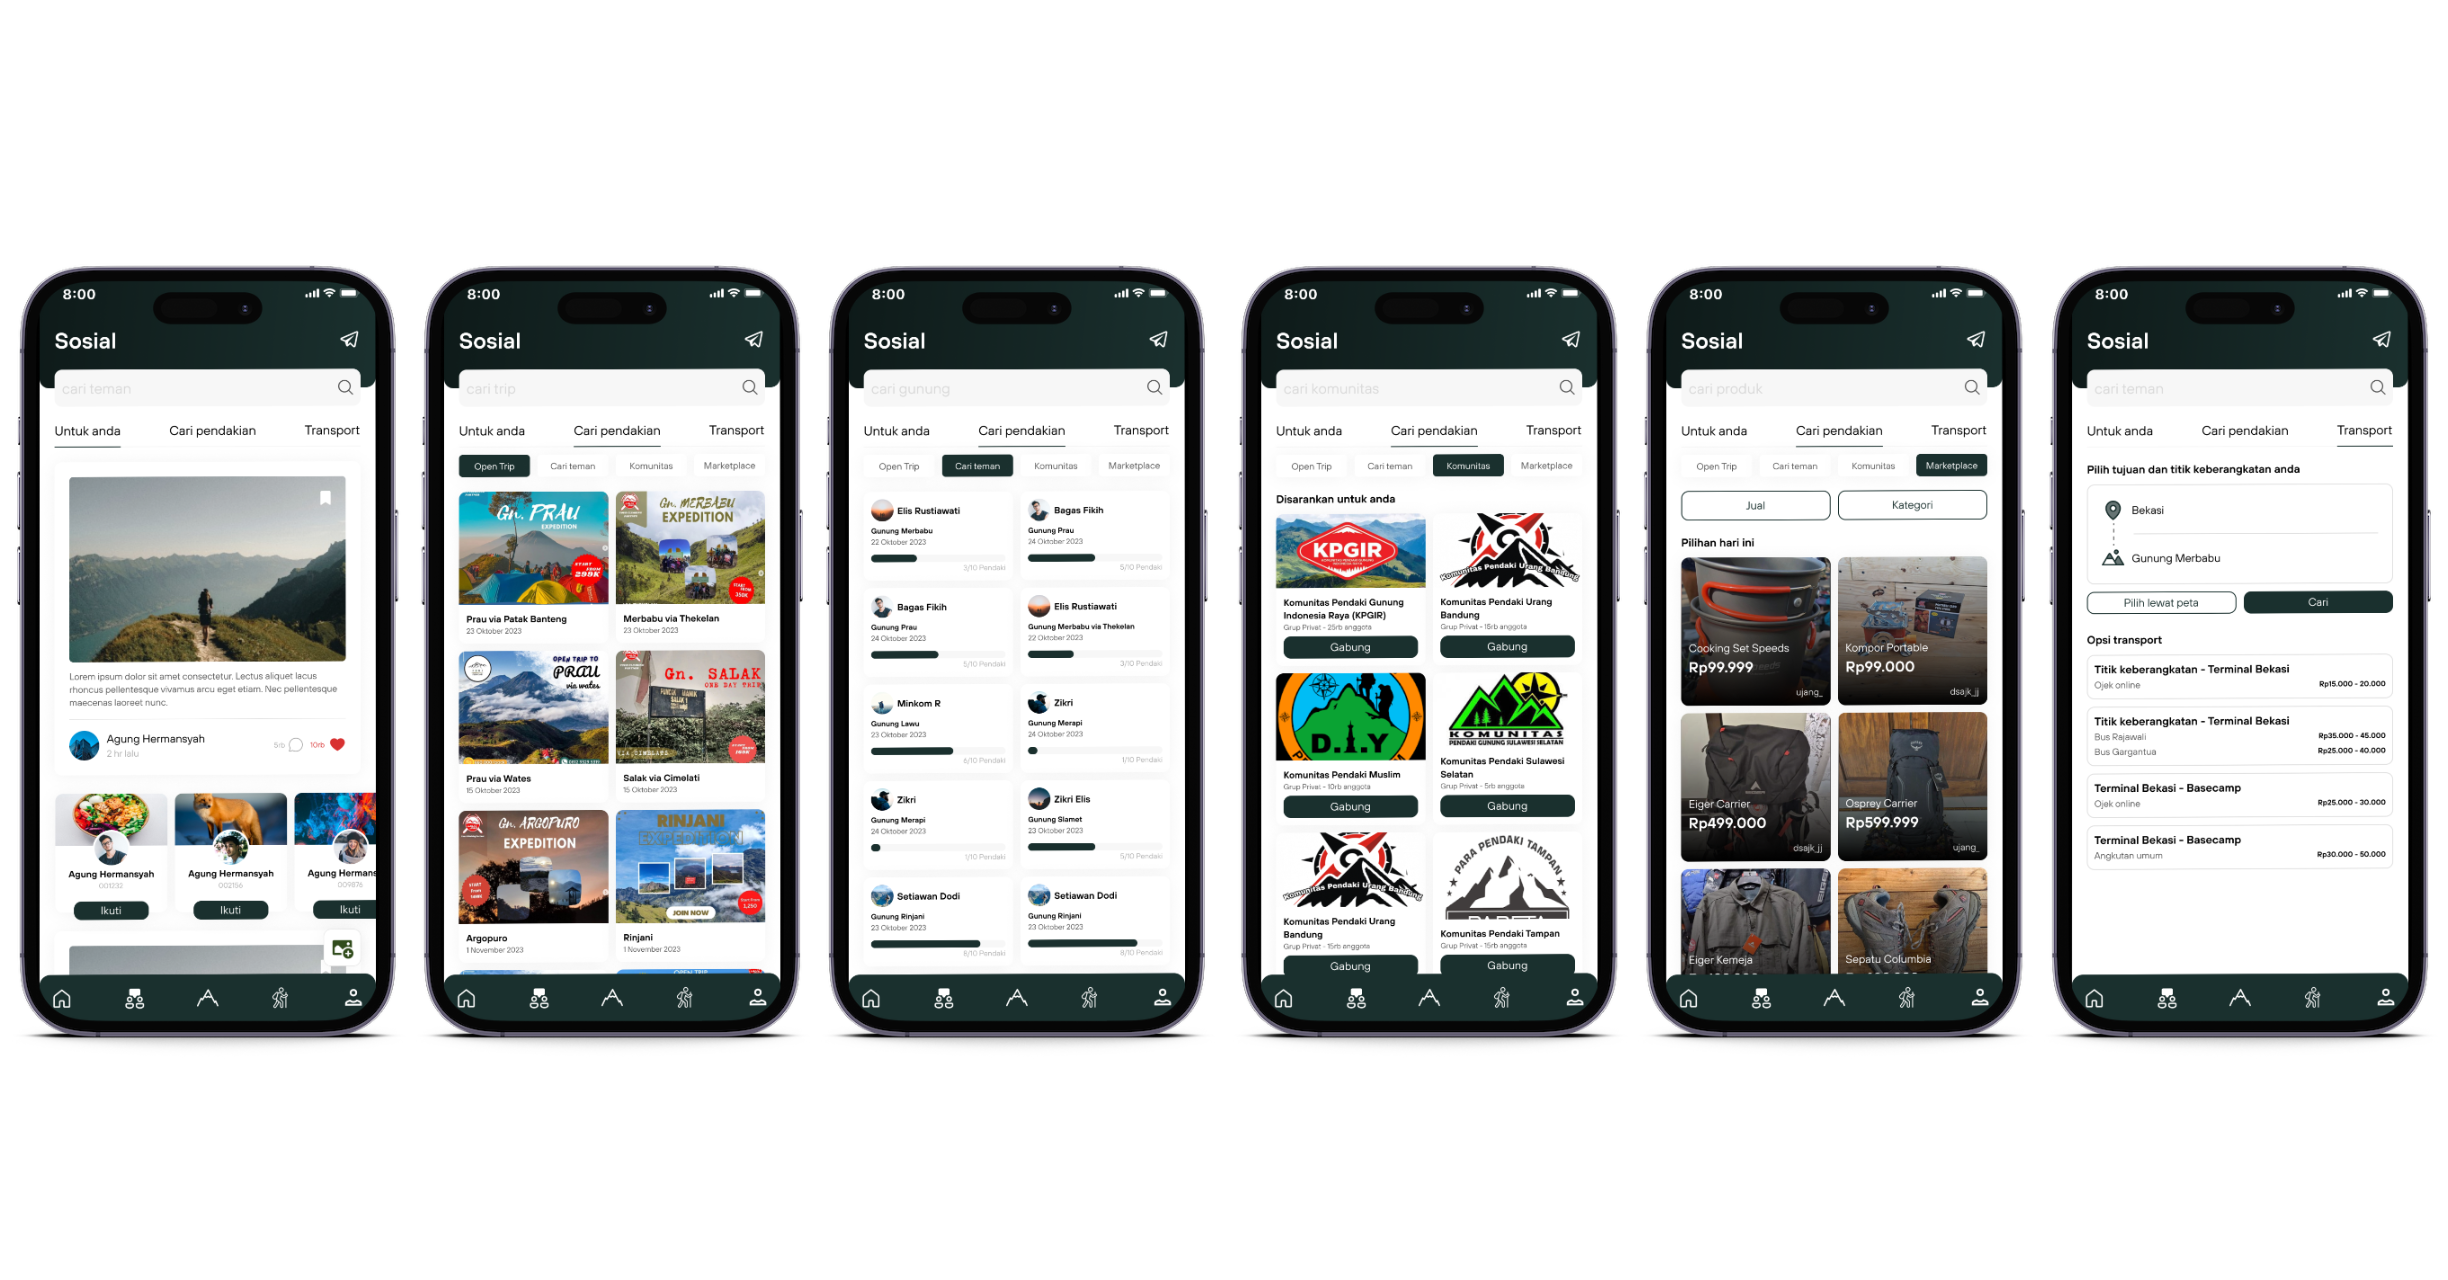 8:00
Sosial
cari teman
Untuk anda Cari pendakian Transport
Lorem ipsum dolor sit amet consectetur. Lectus aliquet lacus
rhoncus pellentesque vivamus arcu eget etiam. Nec pellentesque
maecenas laoreet nunc.
Agung Hermansyah
2 hr lalu
5rb 10rb
Agung Hermansyah Agung Hermansyah Agung Hermans
001232 002156 009876
Ikuti Ikuti Ikuti
8:00
Sosial
cari trip
Untuk anda Cari pendakian Transport
Open Trip Cari teman Komunitas Marketplace
Gn. PRAU
EXPEDITION
START FROM
299K
Gn. MERBABU
EXPEDITION
START FROM
350K
Prau via Patak Banteng
23 Oktober 2023
Merbabu via Thekelan
23 Oktober 2023
OPEN TRIP TO
PRAU
via wates
Gn. SALAK
ONE DAY TRIP
PUNCAK MANIK
SALAK 1
VIA CIMELATI
Prau via Wates
15 Oktober 2023
Salak via Cimelati
15 Oktober 2023
Gn. ARGOPURO
EXPEDITION
RINJANI
EXPEDITION
JOIN NOW
Argopuro
1 November 2023
Rinjani
1 November 2023
OPEN TRIP
8:00
Sosial
cari gunung
Untuk anda Cari pendakian Transport
Open Trip Cari teman Komunitas Marketplace
Elis Rustiawati
Gunung Merbabu
22 Oktober 2023
3/10 Pendaki
Bagas Fikih
Gunung Prau
24 Oktober 2023
5/10 Pendaki
Bagas Fikih
Gunung Prau
24 Oktober 2023
5/10 Pendaki
Elis Rustiawati
Gunung Merbabu via Thekelan
22 Oktober 2023
3/10 Pendaki
Minkom R
Gunung Lawu
23 Oktober 2023
6/10 Pendaki
Zikri
Gunung Merapi
24 Oktober 2023
1/10 Pendaki
Zikri
Gunung Merapi
24 Oktober 2023
1/10 Pendaki
Zikri Elis
Gunung Slamet
23 Oktober 2023
5/10 Pendaki
Setiawan Dodi
Gunung Rinjani
23 Oktober 2023
8/10 Pendaki
Setiawan Dodi
Gunung Rinjani
23 Oktober 2023
8/10 Pendaki
8:00
Sosial
cari komunitas
Untuk anda Cari pendakian Transport
Open Trip Cari teman Komunitas Marketplace
Disarankan untuk anda
KPGIR
Komunitas Pendaki Urang Bandung
Komunitas Pendaki Gunung
Indonesia Raya (KPGIR)
Grup Privat - 25rb anggota
Gabung
Komunitas Pendaki Urang
Bandung
Grup Privat - 15rb anggota
Gabung
D.I.Y
KOMUNITAS
PENDAKI GUNUNG SULAWESI SELATAN
Komunitas Pendaki Muslim
Grup Privat - 10rb anggota
Gabung
Komunitas Pendaki Sulawesi
Selatan
Grup Privat - 5rb anggota
Gabung
Komunitas Pendaki Urang Bandung
PARA PENDAKI TAMPAN
Komunitas Pendaki Urang
Bandung
Grup Privat - 15rb anggota
Gabung
Komunitas Pendaki Tampan
Grup Privat - 15rb anggota
Gabung
8:00
Sosial
cari produk
Untuk anda Cari pendakian Transport
Open Trip Cari teman Komunitas Marketplace
Jual Kategori
Pilihan hari ini
Cooking Set Speeds
Rp99.999
ujang_
Kompor Portable
Rp99.000
dsajk_jj
Eiger Carrier
Rp499.000
dsajk_jj
Osprey Carrier
Rp599.999
ujang_
Eiger Kemeja
Sepatu Columbia
8:00
Sosial
cari teman
Untuk anda Cari pendakian Transport
Pilih tujuan dan titik keberangkatan anda
Bekasi
Gunung Merbabu
Pilih lewat peta Cari
Opsi transport
Titik keberangkatan - Terminal Bekasi
Ojek online Rp15.000 - 20.000
Titik keberangkatan - Terminal Bekasi
Bus Rajawali Rp35.000 - 45.000
Bus Gargantua Rp25.000 - 40.000
Terminal Bekasi - Basecamp
Ojek online Rp25.000 - 30.000
Terminal Bekasi - Basecamp
Angkutan umum Rp30.000 - 50.000